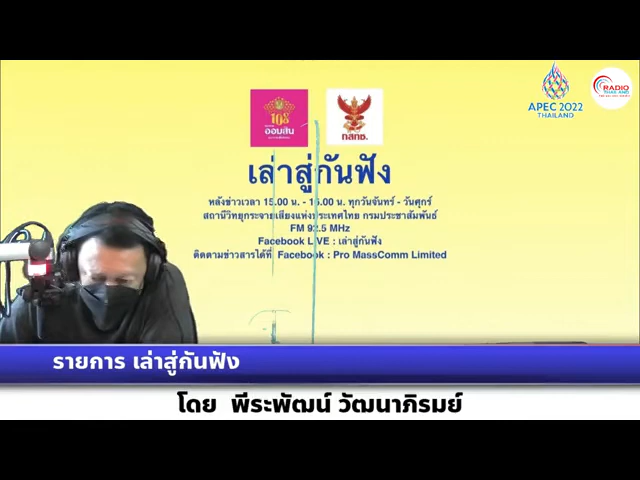 APEC 2022
THAILAND
RADIO
THAILAND
108
ออมสิน
กสทช.
เล่าสู่กันฟัง
หลังข่าวเวลา 15.00 น. - 16.00 น. ทุกวันจันทร์ - วันศุกร์
สถานีวิทยุกระจายเสียงแห่งประเทศไทย กรมประชาสัมพันธ์
FM 92.5 MHz
Facebook LIVE : เล่าสู่กันฟัง
ติดตามข่าวสารได้ที่ Facebook : Pro MassComm Limited
รายการ เล่าสู่กันฟัง
โดย พีระพัฒน์ วัฒนาภิรมย์